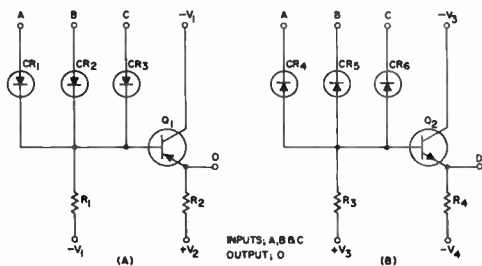 A B C −V₁
CR₁ CR₂ CR₃
Q₁
O
R₁ R₂
−V₁ +V₂
(A)
A B C −V₃
CR₄ CR₅ CR₆
Q₂
D
R₃ R₄
+V₃ −V₄
(B)
INPUTS; A,B&C
OUTPUT; O